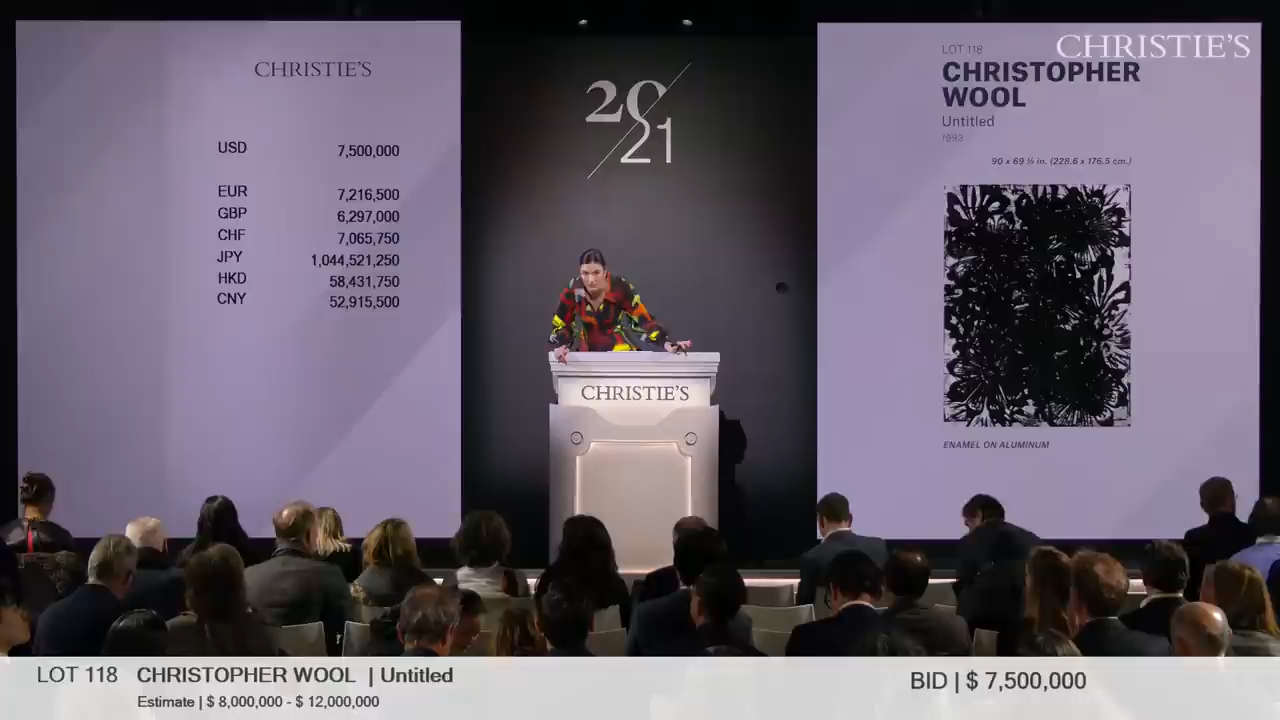 CHRISTIE'S
USD 7,500,000
EUR 7,216,500
GBP 6,297,000
CHF 7,065,750
JPY 1,044,521,250
HKD 58,431,750
CNY 52,915,500
20/21
CHRISTIE'S
LOT 118
CHRISTIE'S
CHRISTOPHER
WOOL
Untitled
1993
90 x 69 ½ in. (228.6 x 176.5 cm.)
ENAMEL ON ALUMINUM
LOT 118 CHRISTOPHER WOOL | Untitled
Estimate | $ 8,000,000 - $ 12,000,000
BID | $ 7,500,000